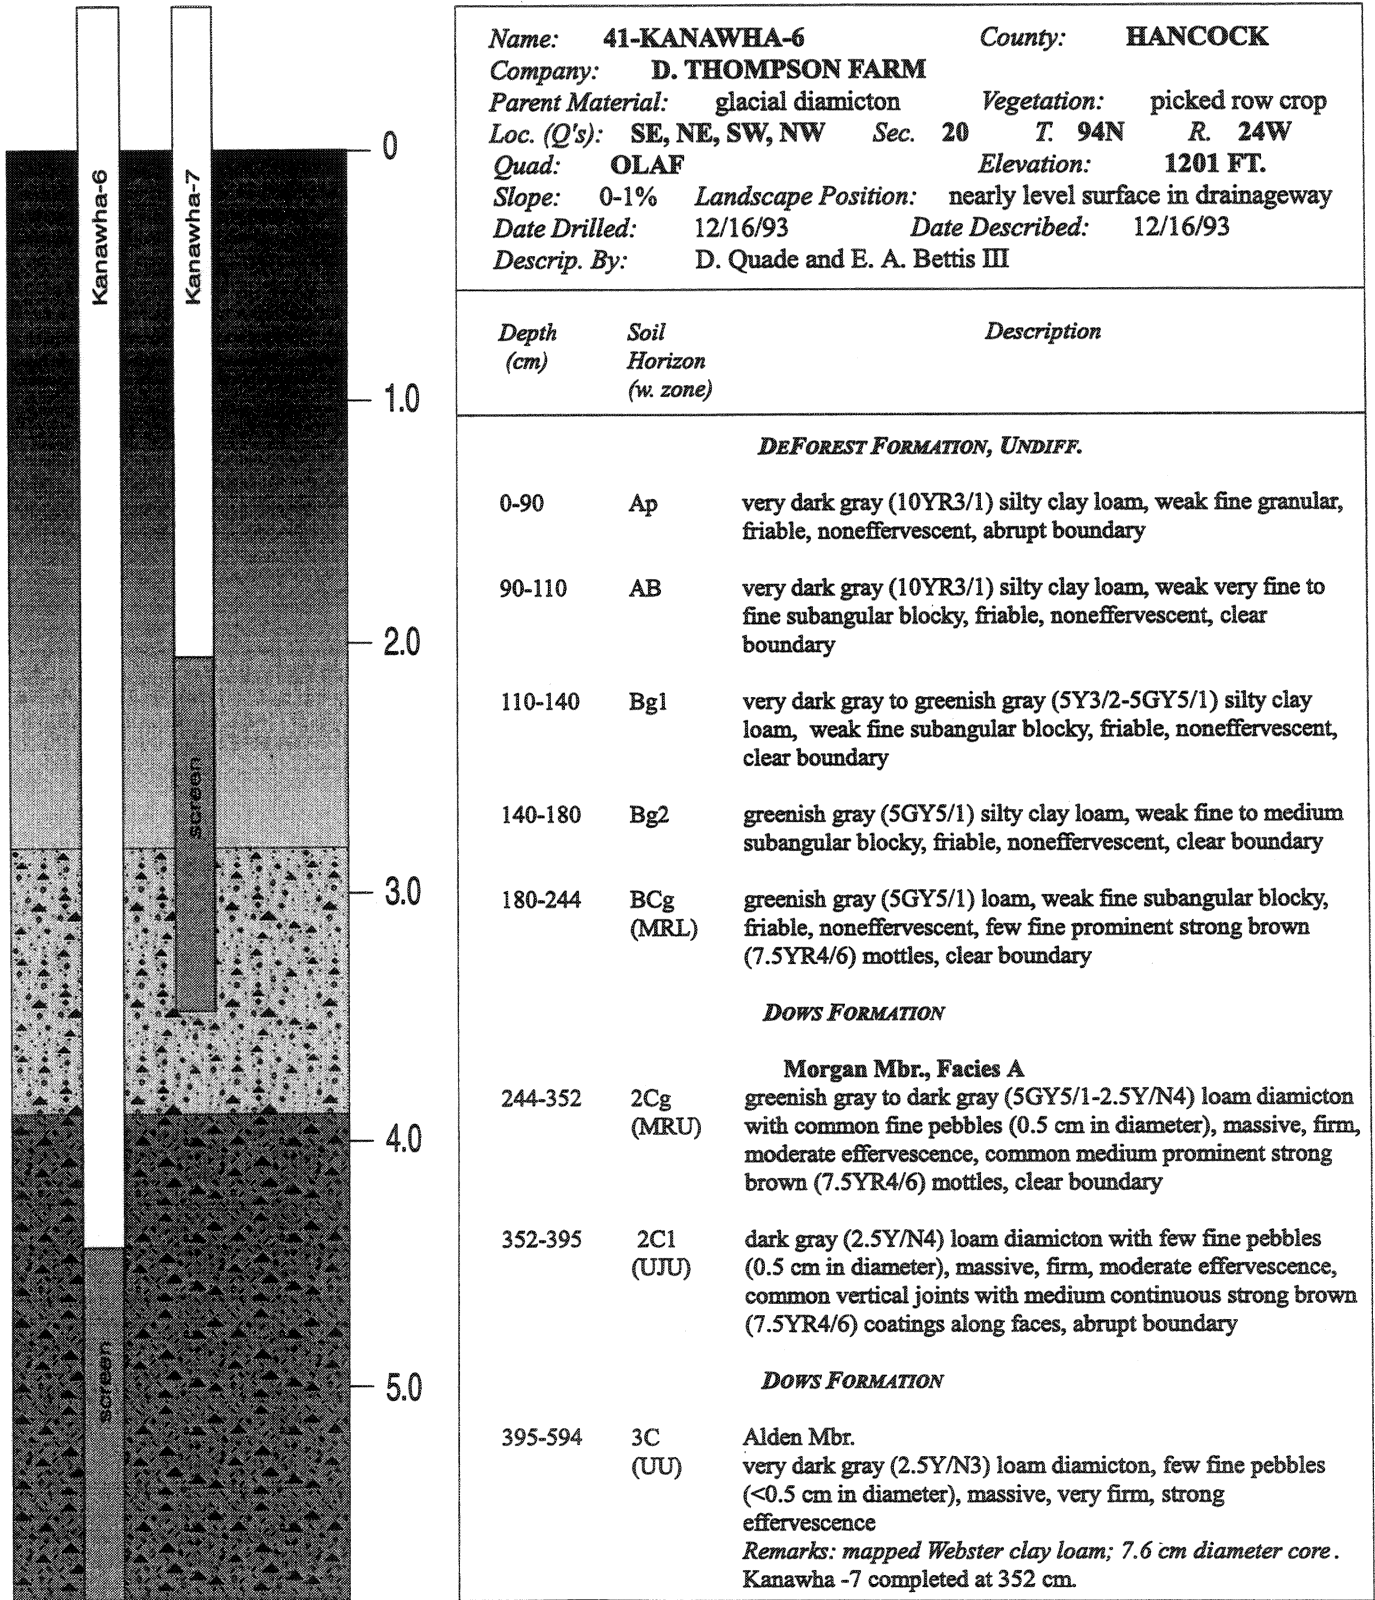 Kanawha-6
Kanawha-7
screen
screen
0
1.0
2.0
3.0
4.0
5.0
Name: 41-KANAWHA-6 County: HANCOCK
Company: D. THOMPSON FARM
Parent Material: glacial diamicton Vegetation: picked row crop
Loc. (Q's): SE, NE, SW, NW Sec. 20 T. 94N R. 24W
Quad: OLAF Elevation: 1201 FT.
Slope: 0-1% Landscape Position: nearly level surface in drainageway
Date Drilled: 12/16/93 Date Described: 12/16/93
Descrip. By: D. Quade and E. A. Bettis III
Depth Soil Description
(cm) Horizon
(w. zone)
DEFOREST FORMATION, UNDIFF.
0-90 Ap very dark gray (10YR3/1) silty clay loam, weak fine granular,
friable, noneffervescent, abrupt boundary
90-110 AB very dark gray (10YR3/1) silty clay loam, weak very fine to
fine subangular blocky, friable, noneffervescent, clear
boundary
110-140 Bg1 very dark gray to greenish gray (5Y3/2-5GY5/1) silty clay
loam, weak fine subangular blocky, friable, noneffervescent,
clear boundary
140-180 Bg2 greenish gray (5GY5/1) silty clay loam, weak fine to medium
subangular blocky, friable, noneffervescent, clear boundary
180-244 BCg greenish gray (5GY5/1) loam, weak fine subangular blocky,
(MRL) friable, noneffervescent, few fine prominent strong brown
(7.5YR4/6) mottles, clear boundary
DOWS FORMATION
Morgan Mbr., Facies A
244-352 2Cg greenish gray to dark gray (5GY5/1-2.5Y/N4) loam diamicton
(MRU) with common fine pebbles (0.5 cm in diameter), massive, firm,
moderate effervescence, common medium prominent strong
brown (7.5YR4/6) mottles, clear boundary
352-395 2C1 dark gray (2.5Y/N4) loam diamicton with few fine pebbles
(UJU) (0.5 cm in diameter), massive, firm, moderate effervescence,
common vertical joints with medium continuous strong brown
(7.5YR4/6) coatings along faces, abrupt boundary
DOWS FORMATION
395-594 3C Alden Mbr.
(UU) very dark gray (2.5Y/N3) loam diamicton, few fine pebbles
(<0.5 cm in diameter), massive, very firm, strong
effervescence
Remarks: mapped Webster clay loam; 7.6 cm diameter core.
Kanawha -7 completed at 352 cm.